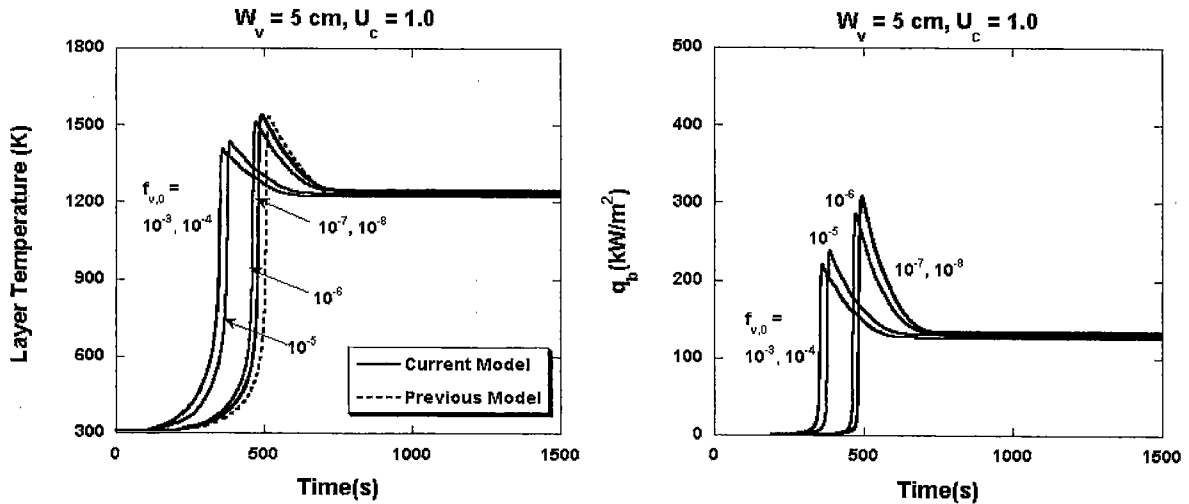 W_v = 5 cm, U_c = 1.0
Layer Temperature (K)
1800
1500
1200
900
600
300
f_v,0 =
10^-3, 10^-4
10^-7, 10^-8
10^-6
10^-5
Current Model
Previous Model
0
500
1000
1500
Time(s)
W_v = 5 cm, U_c = 1.0
q_b(kW/m^2)
500
400
300
200
100
0
10^-6
10^-5
10^-7, 10^-8
f_v,0 =
10^-3, 10^-4
0
500
1000
1500
Time(s)